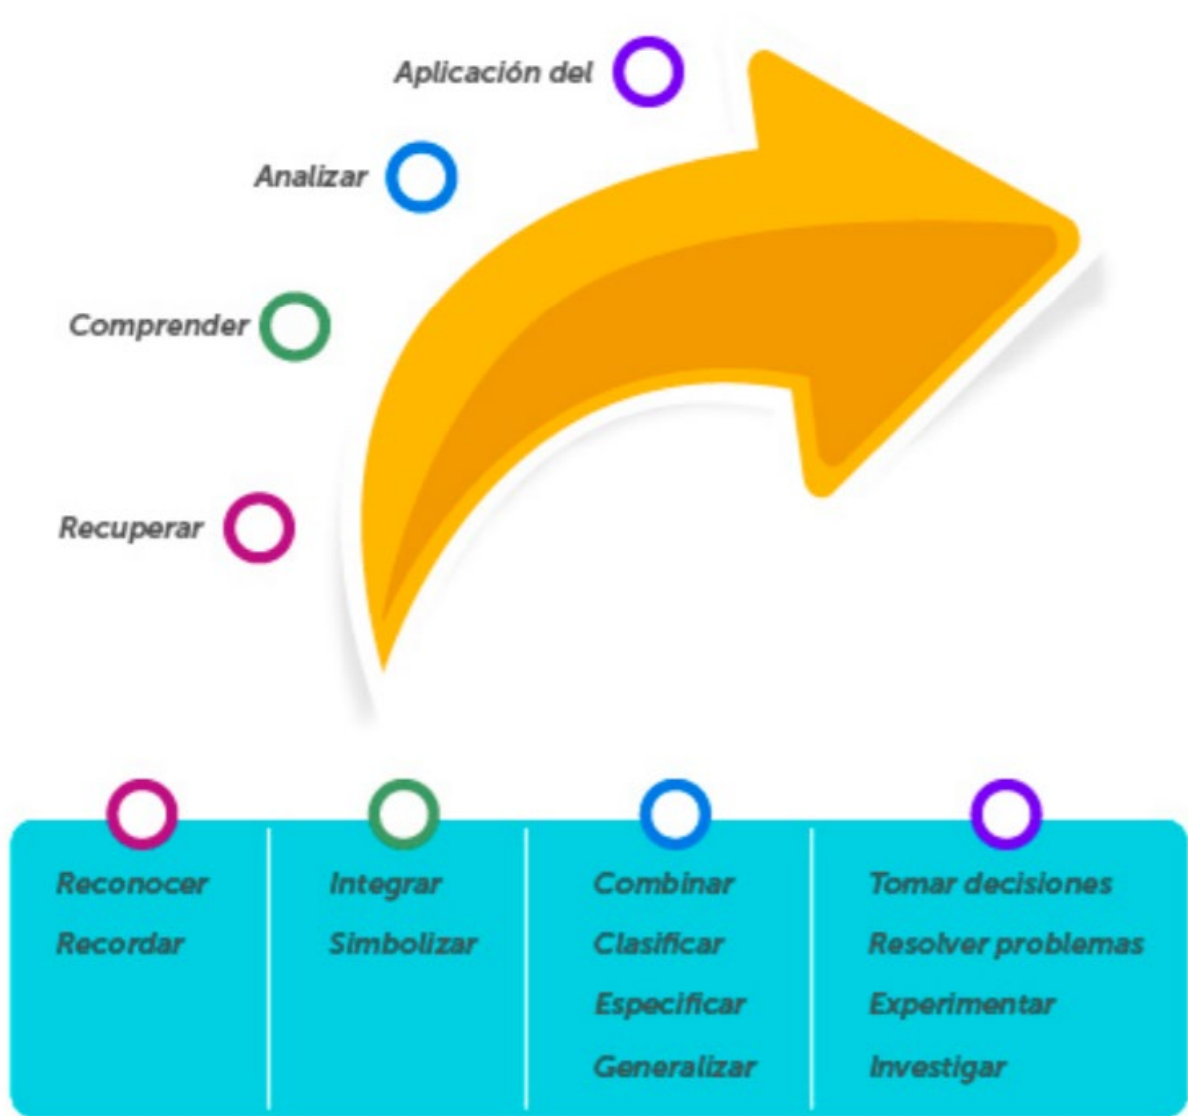 Aplicación del
Analizar
Comprender
Recuperar
Reconocer
Recordar
Integrar
Simbolizar
Combinar
Clasificar
Especificar
Generalizar
Tomar decisiones
Resolver problemas
Experimentar
Investigar